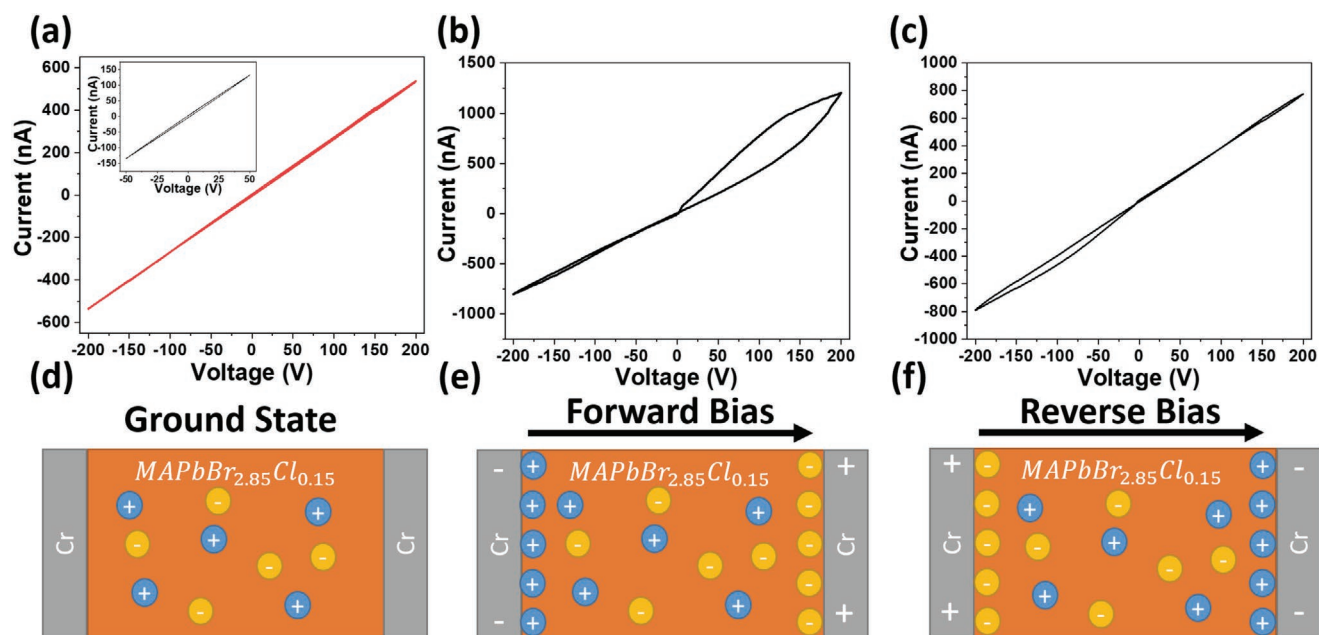 (a)
600
400
200
0
-200
-400
-600
Current (nA)
-200 -150 -100 -50 0 50 100 150 200
Voltage (V)
150
100
50
0
-50
-100
-150
Current (nA)
-50 -25 0 25 50
Voltage (V)
(b)
1500
1000
500
0
-500
-1000
Current (nA)
-200 -150 -100 -50 0 50 100 150 200
Voltage (V)
(c)
1000
800
600
400
200
0
-200
-400
-600
-800
-1000
Current (nA)
-200 -150 -100 -50 0 50 100 150 200
Voltage (V)
(d)
Ground State
MAPbBr2.85Cl0.15
Cr
Cr
+ - + - + - - + - +
(e)
Forward Bias
MAPbBr2.85Cl0.15
-
Cr
-
+
Cr
+
+ + + + +
+ - + - + - - + - +
- - - - -
(f)
Reverse Bias
MAPbBr2.85Cl0.15
+
Cr
+
-
Cr
-
- - - - -
+ - + - + - - + - +
+ + + + +